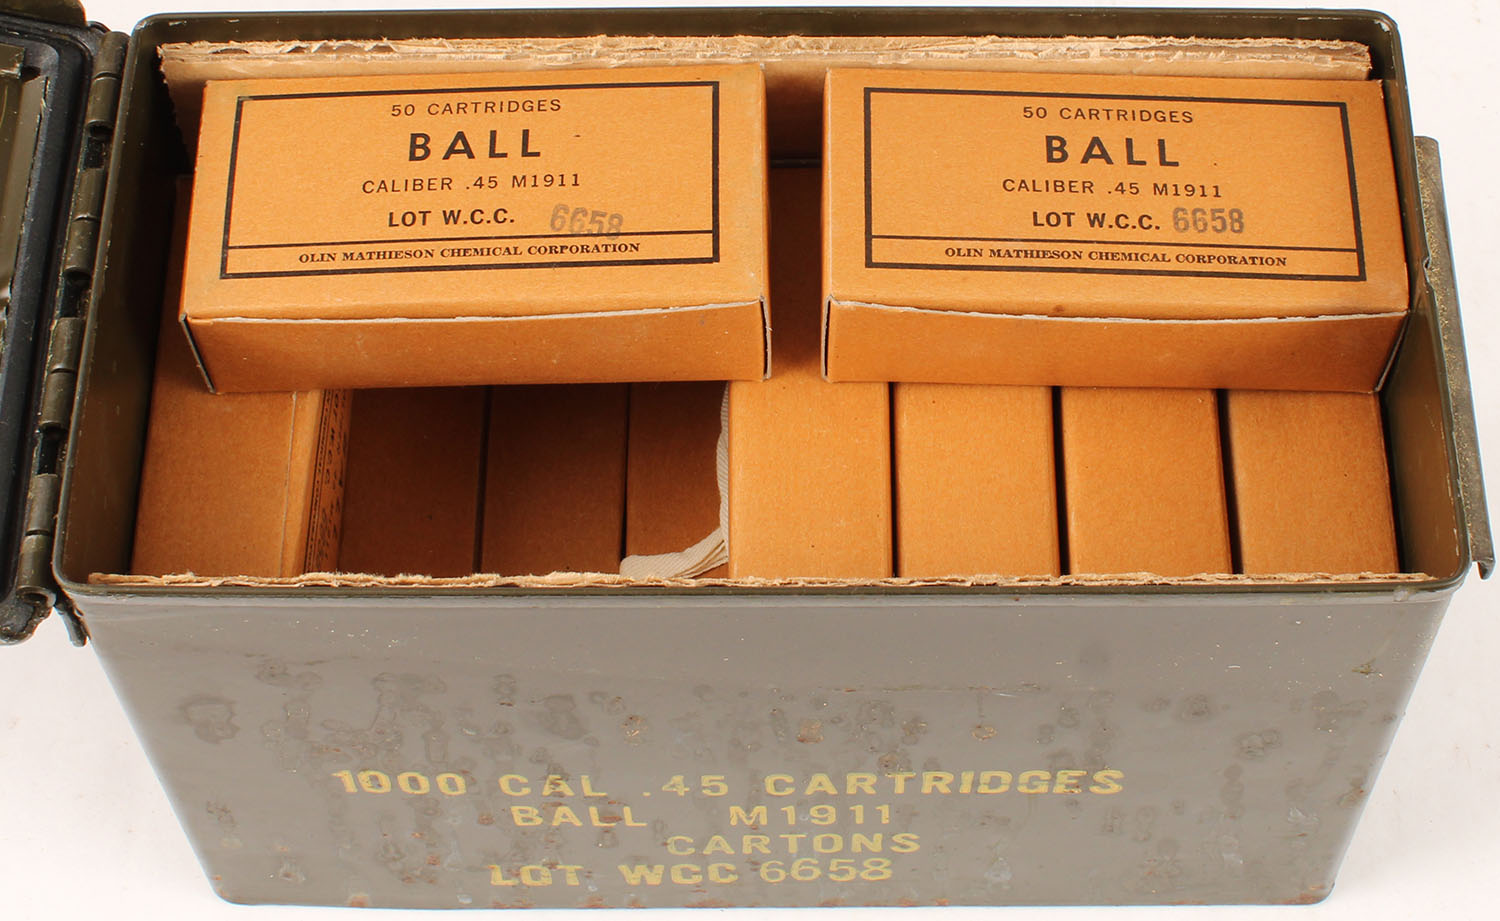 50 CARTRIDGES
BALL
CALIBER .45 M1911
LOT W.C.C. 6658
OLIN MATHIESON CHEMICAL CORPORATION
50 CARTRIDGES
BALL
CALIBER .45 M1911
LOT W.C.C. 6658
OLIN MATHIESON CHEMICAL CORPORATION
1000 CAL .45 CARTRIDGES
BALL M1911
CARTONS
LOT WCC 6658